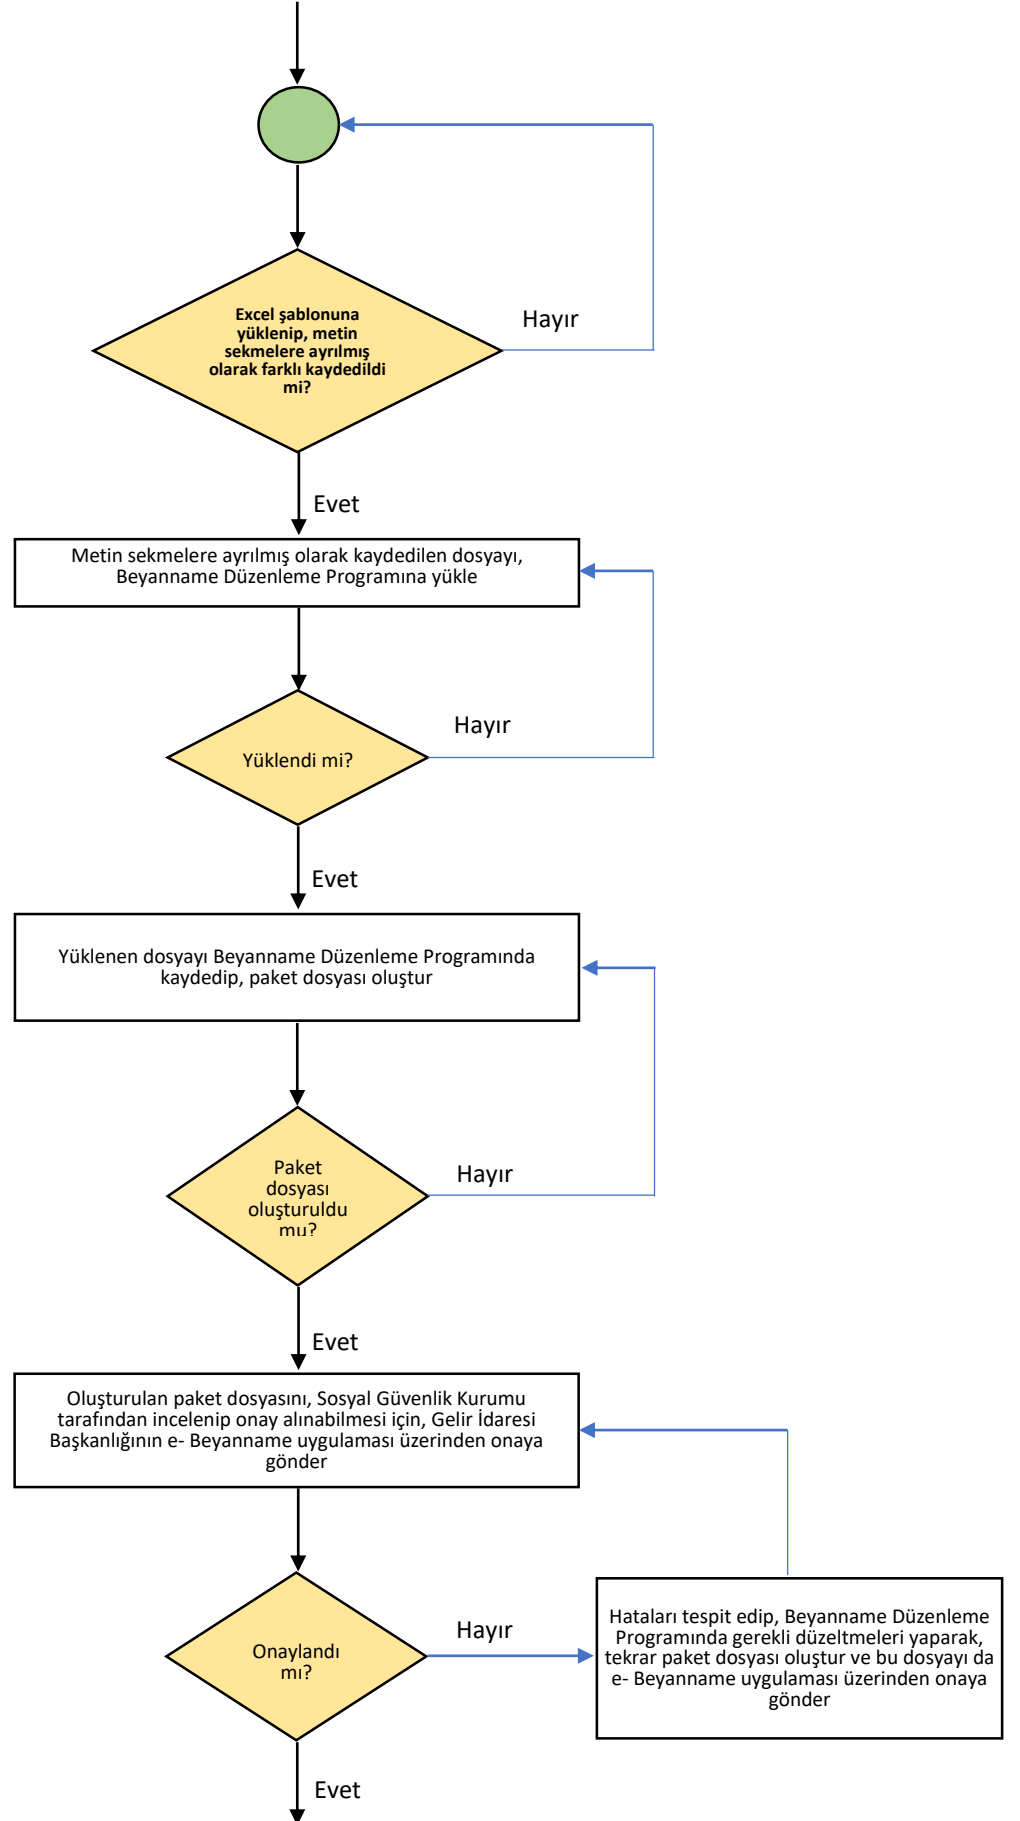 Excel şablonuna
yüklenip, metin
sekmelere ayrılmış
olarak farklı kaydedildi
mi?
Hayır
Evet
Metin sekmelere ayrılmış olarak kaydedilen dosyayı,
Beyanname Düzenleme Programına yükle
Yüklendi mi?
Hayır
Evet
Yüklenen dosyayı Beyanname Düzenleme Programında
kaydedip, paket dosyası oluştur
Paket
dosyası
oluşturuldu
mu?
Hayır
Evet
Oluşturulan paket dosyasını, Sosyal Güvenlik Kurumu
tarafından incelenip onay alınabilmesi için, Gelir İdaresi
Başkanlığının e- Beyanname uygulaması üzerinden onaya
gönder
Onaylandı
mı?
Hayır
Hataları tespit edip, Beyanname Düzenleme
Programında gerekli düzeltmeleri yaparak,
tekrar paket dosyası oluştur ve bu dosyayı da
e- Beyanname uygulaması üzerinden onaya
gönder
Evet